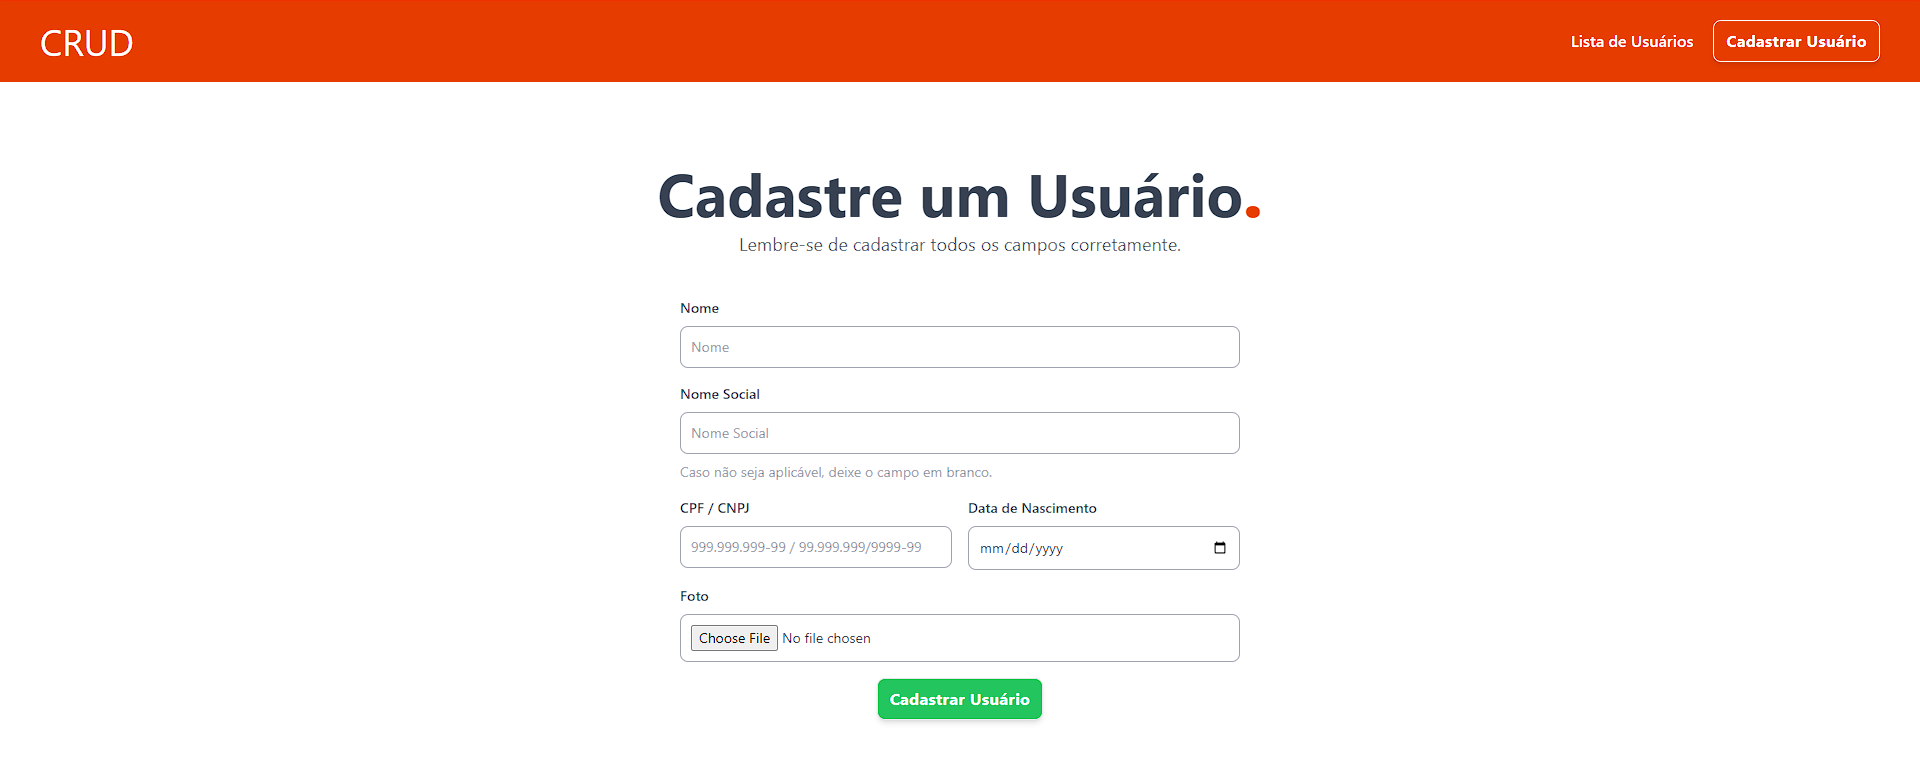 CRUD
Lista de Usuários
Cadastrar Usuário
Cadastre um Usuário.
Lembre-se de cadastrar todos os campos corretamente.
Nome
Nome
Nome Social
Nome Social
Caso não seja aplicável, deixe o campo em branco.
CPF / CNPJ
Data de Nascimento
999.999.999-99 / 99.999.999/9999-99
mm/dd/yyyy
Foto
Choose File No file chosen
Cadastrar Usuário